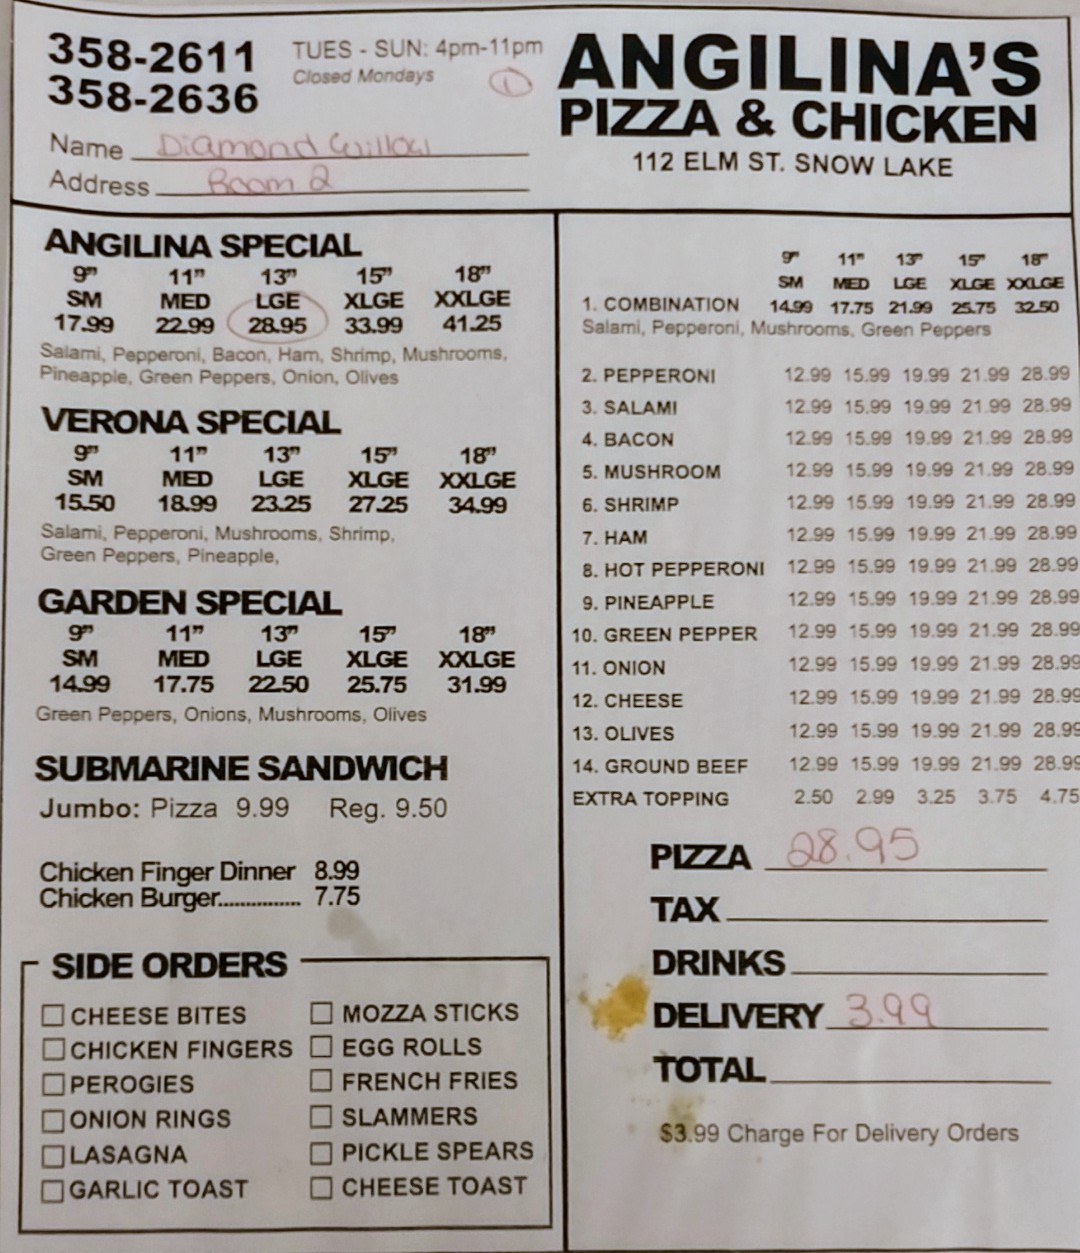 358-2611
358-2636
TUES - SUN: 4pm-11pm
Closed Mondays
1
Name Diamond Willow
Address Room 2
ANGILINA'S
PIZZA & CHICKEN
112 ELM ST. SNOW LAKE
ANGILINA SPECIAL
9" 11" 13" 15" 18"
SM MED LGE XLGE XXLGE
17.99 22.99 28.95 33.99 41.25
Salami, Pepperoni, Bacon, Ham, Shrimp, Mushrooms,
Pineapple, Green Peppers, Onion, Olives
VERONA SPECIAL
9" 11" 13" 15" 18"
SM MED LGE XLGE XXLGE
15.50 18.99 23.25 27.25 34.99
Salami, Pepperoni, Mushrooms, Shrimp,
Green Peppers, Pineapple,
GARDEN SPECIAL
9" 11" 13" 15" 18"
SM MED LGE XLGE XXLGE
14.99 17.75 22.50 25.75 31.99
Green Peppers, Onions, Mushrooms, Olives
SUBMARINE SANDWICH
Jumbo: Pizza 9.99 Reg. 9.50
Chicken Finger Dinner 8.99
Chicken Burger............... 7.75
SIDE ORDERS
CHEESE BITES
CHICKEN FINGERS
PEROGIES
ONION RINGS
LASAGNA
GARLIC TOAST
MOZZA STICKS
EGG ROLLS
FRENCH FRIES
SLAMMERS
PICKLE SPEARS
CHEESE TOAST
9" 11" 13" 15" 18"
SM MED LGE XLGE XXLGE
1. COMBINATION 14.99 17.75 21.99 25.75 32.50
Salami, Pepperoni, Mushrooms, Green Peppers
2. PEPPERONI 12.99 15.99 19.99 21.99 28.99
3. SALAMI 12.99 15.99 19.99 21.99 28.99
4. BACON 12.99 15.99 19.99 21.99 28.99
5. MUSHROOM 12.99 15.99 19.99 21.99 28.99
6. SHRIMP 12.99 15.99 19.99 21.99 28.99
7. HAM 12.99 15.99 19.99 21.99 28.99
8. HOT PEPPERONI 12.99 15.99 19.99 21.99 28.99
9. PINEAPPLE 12.99 15.99 19.99 21.99 28.99
10. GREEN PEPPER 12.99 15.99 19.99 21.99 28.99
11. ONION 12.99 15.99 19.99 21.99 28.99
12. CHEESE 12.99 15.99 19.99 21.99 28.99
13. OLIVES 12.99 15.99 19.99 21.99 28.99
14. GROUND BEEF 12.99 15.99 19.99 21.99 28.99
EXTRA TOPPING 2.50 2.99 3.25 3.75 4.75
PIZZA 28.95
TAX
DRINKS
DELIVERY 3.99
TOTAL
$3.99 Charge For Delivery Orders